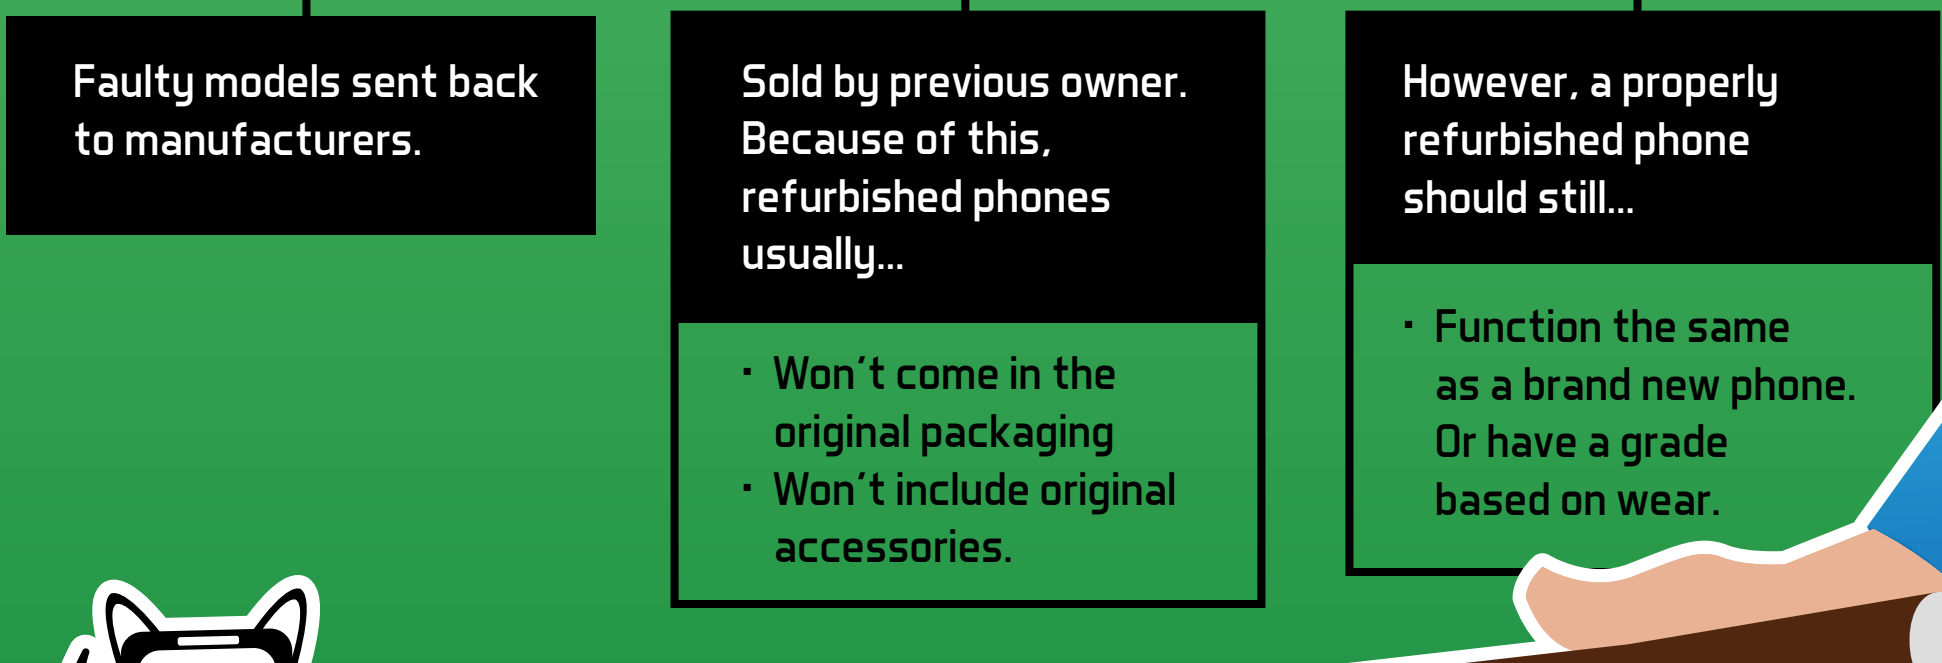 Faulty models sent back
to manufacturers.
Sold by previous owner.
Because of this,
refurbished phones
usually...
· Won't come in the
original packaging
· Won't include original
accessories.
However, a properly
refurbished phone
should still...
· Function the same
as a brand new phone.
Or have a grade
based on wear.